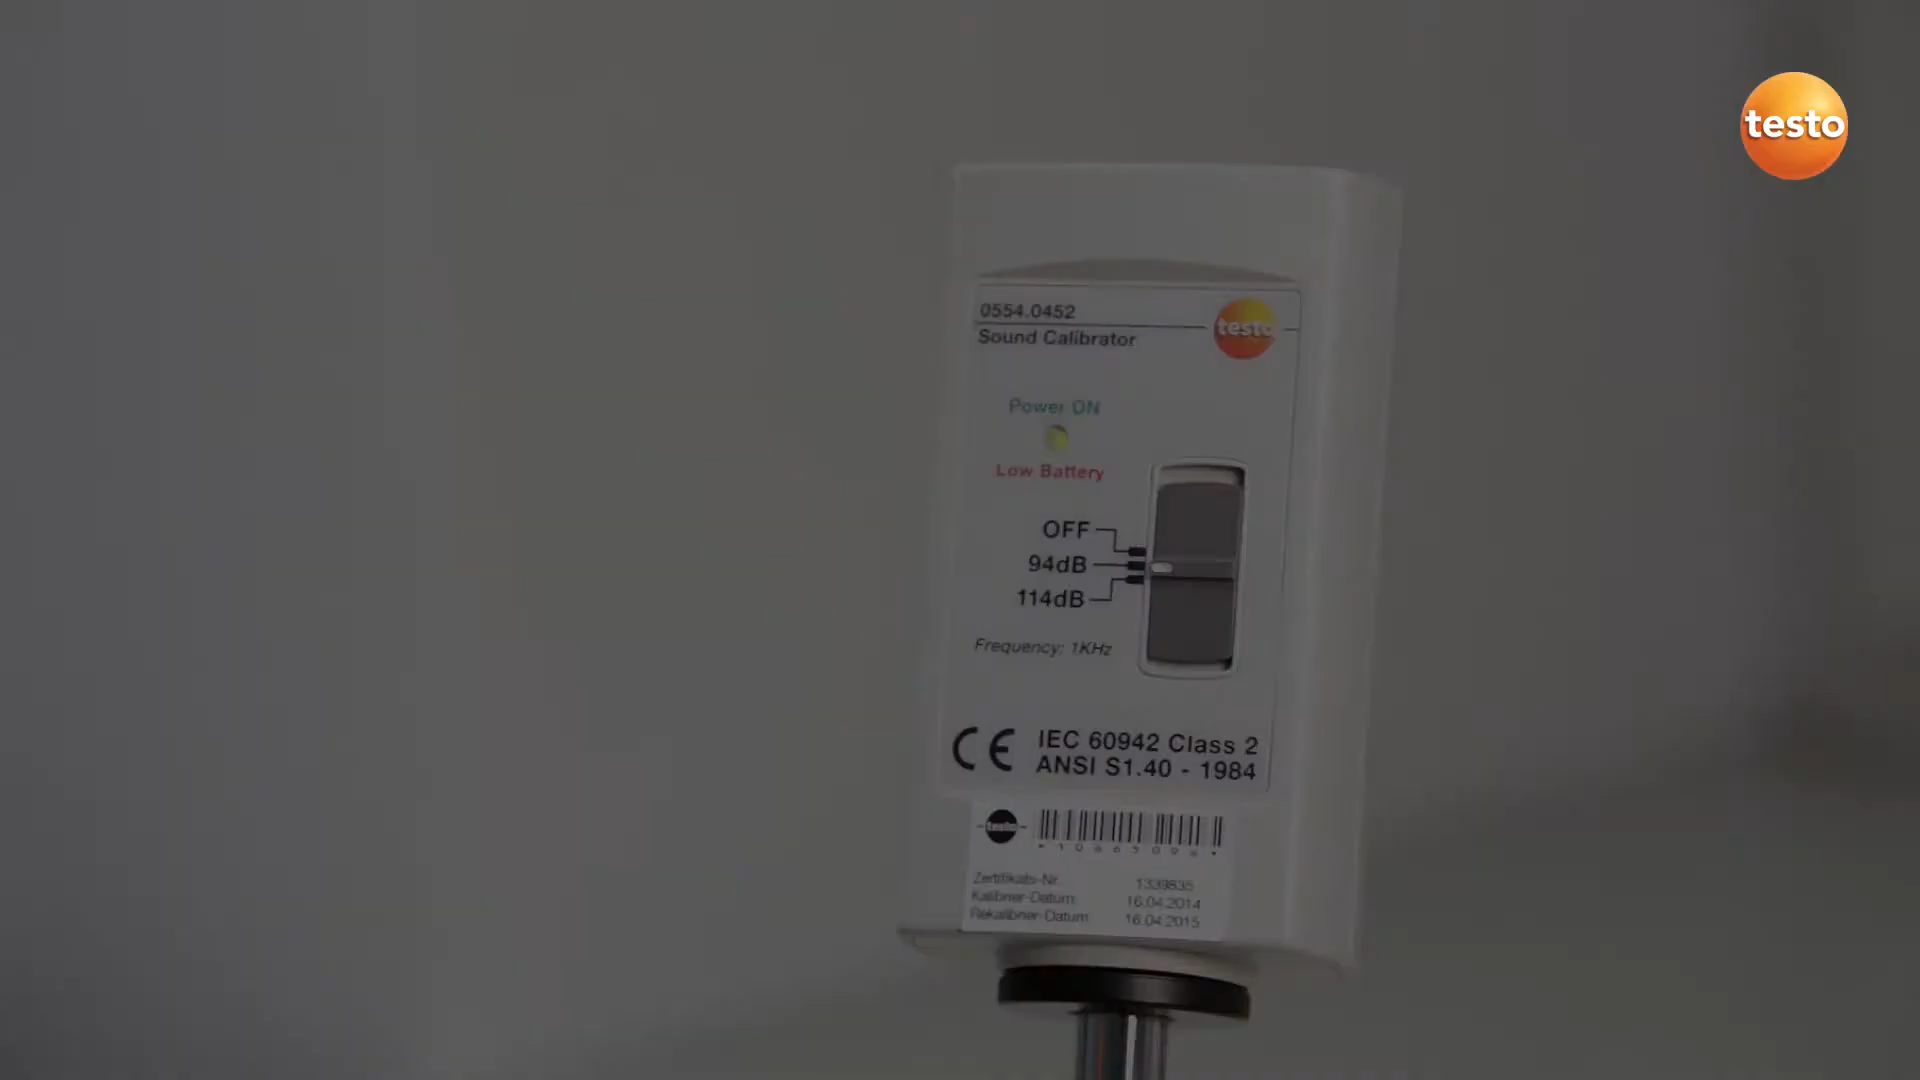 testo
0554.0452
testo
Sound Calibrator
Power ON
Low Battery
OFF
94dB
114dB
Frequency: 1KHz
CE IEC 60942 Class 2
ANSI S1.40 - 1984
testo
Zertifikats-Nr. 1339835
Kalibrier-Datum 16.04.2014
Rekalibrier-Datum 16.04.2015